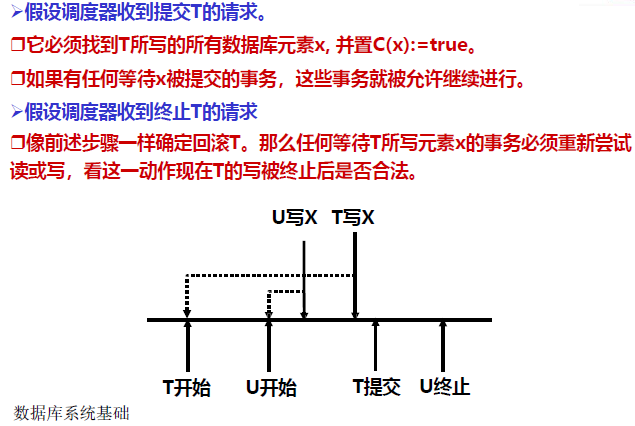 ➢假设调度器收到提交T的请求。
❒它必须找到T所写的所有数据库元素x, 并置C(x):=true。
❒如果有任何等待x被提交的事务，这些事务就被允许继续进行。
➢假设调度器收到终止T的请求
❒像前述步骤一样确定回滚T。那么任何等待T所写元素x的事务必须重新尝试
读或写，看这一动作现在T的写被终止后是否合法。
U写X T写X
T开始 U开始 T提交 U终止
数据库系统基础